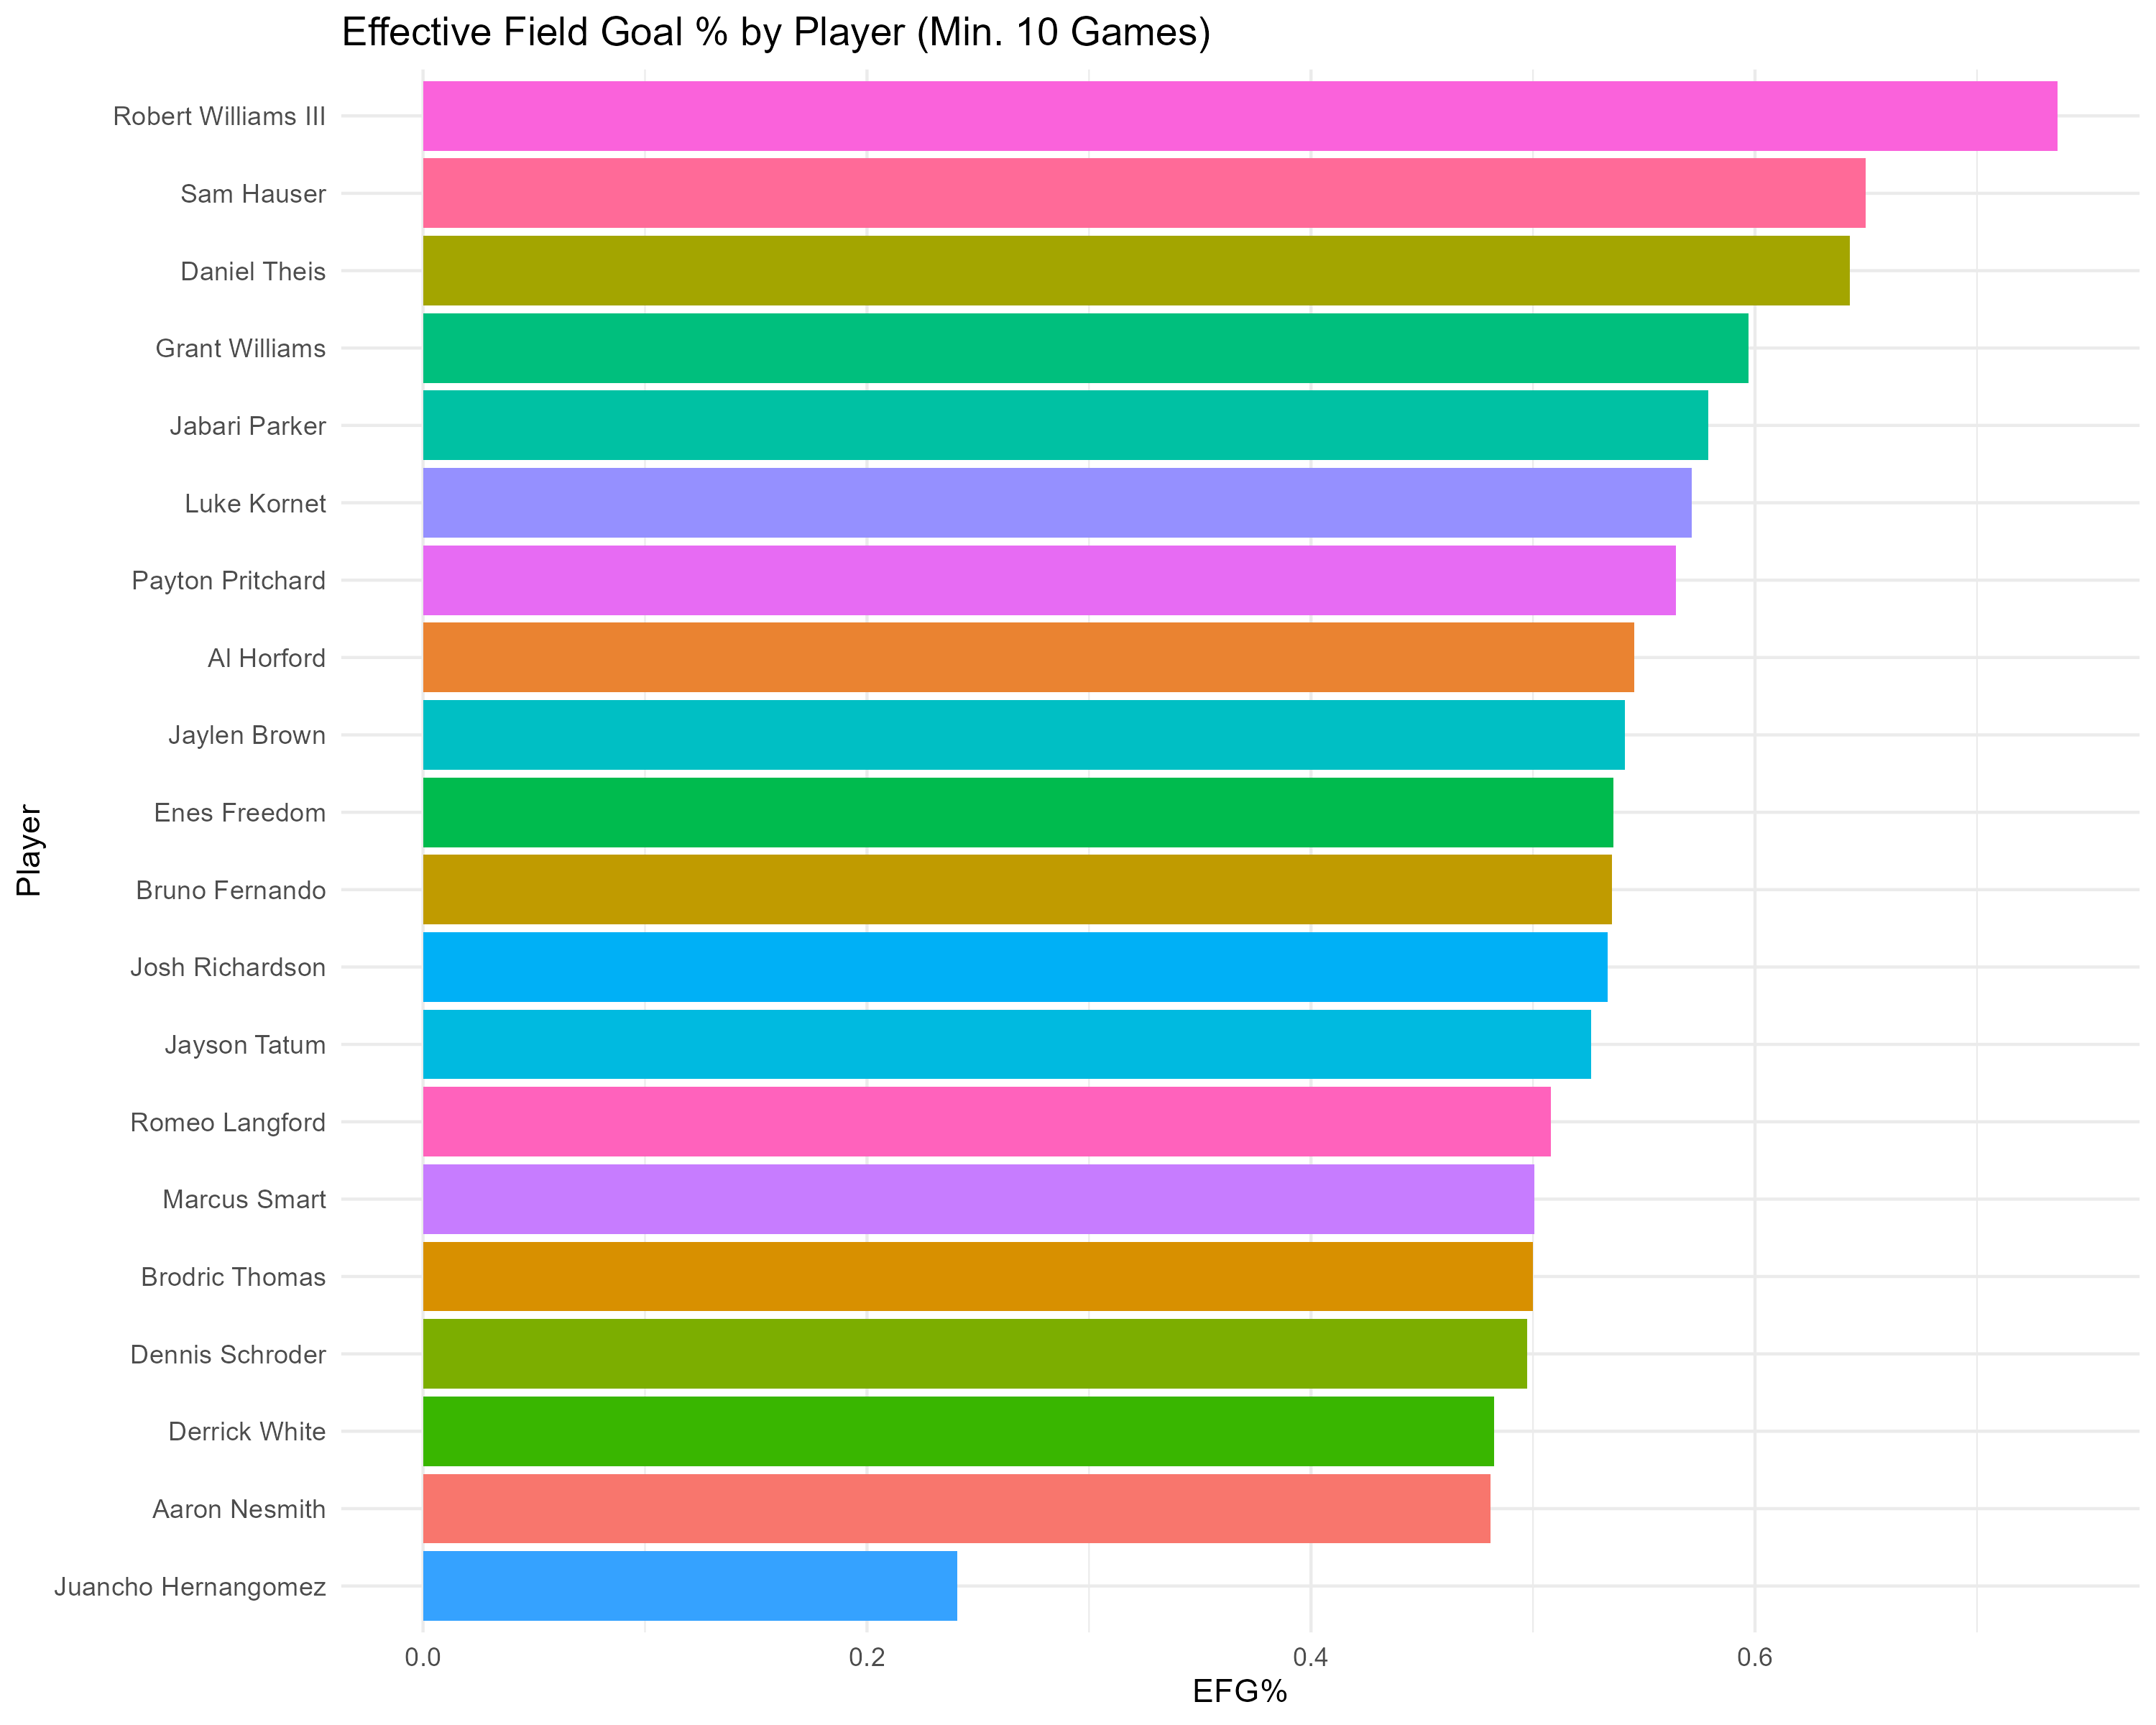 Effective Field Goal % by Player (Min. 10 Games)
Player
Robert Williams III
Sam Hauser
Daniel Theis
Grant Williams
Jabari Parker
Luke Kornet
Payton Pritchard
Al Horford
Jaylen Brown
Enes Freedom
Bruno Fernando
Josh Richardson
Jayson Tatum
Romeo Langford
Marcus Smart
Brodric Thomas
Dennis Schroder
Derrick White
Aaron Nesmith
Juancho Hernangomez
0.0 0.2 0.4 0.6
EFG%